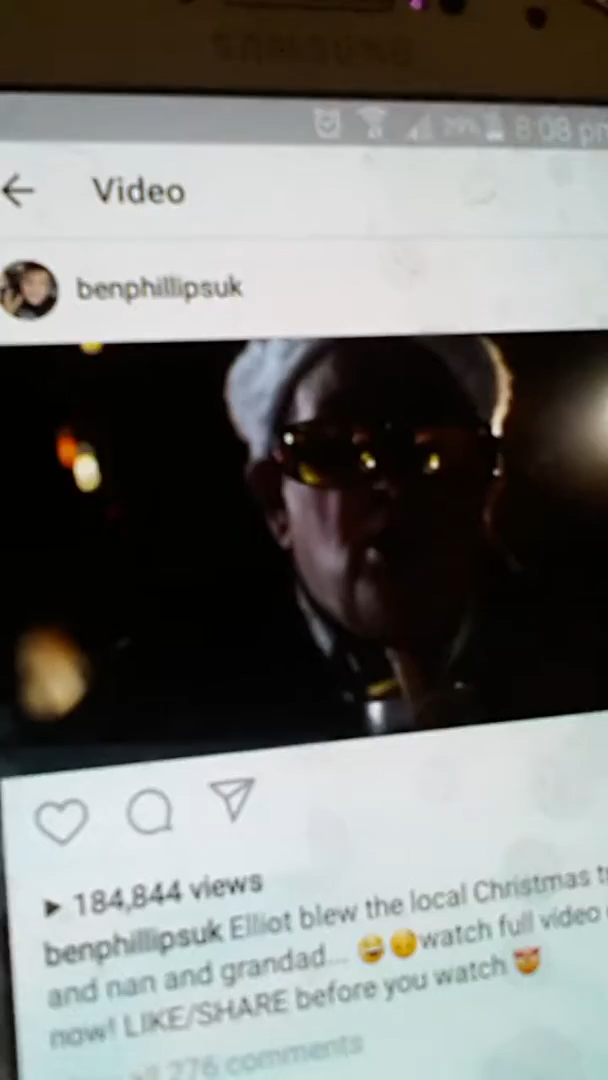 SAMSUNG
8:08 pm
Video
benphillipsuk
184,844 views
benphillipsuk Elliot blew the local Christmas
and nan and grandad... 😂😔watch full video
now! LIKE/SHARE before you watch 😍
all 276 comments